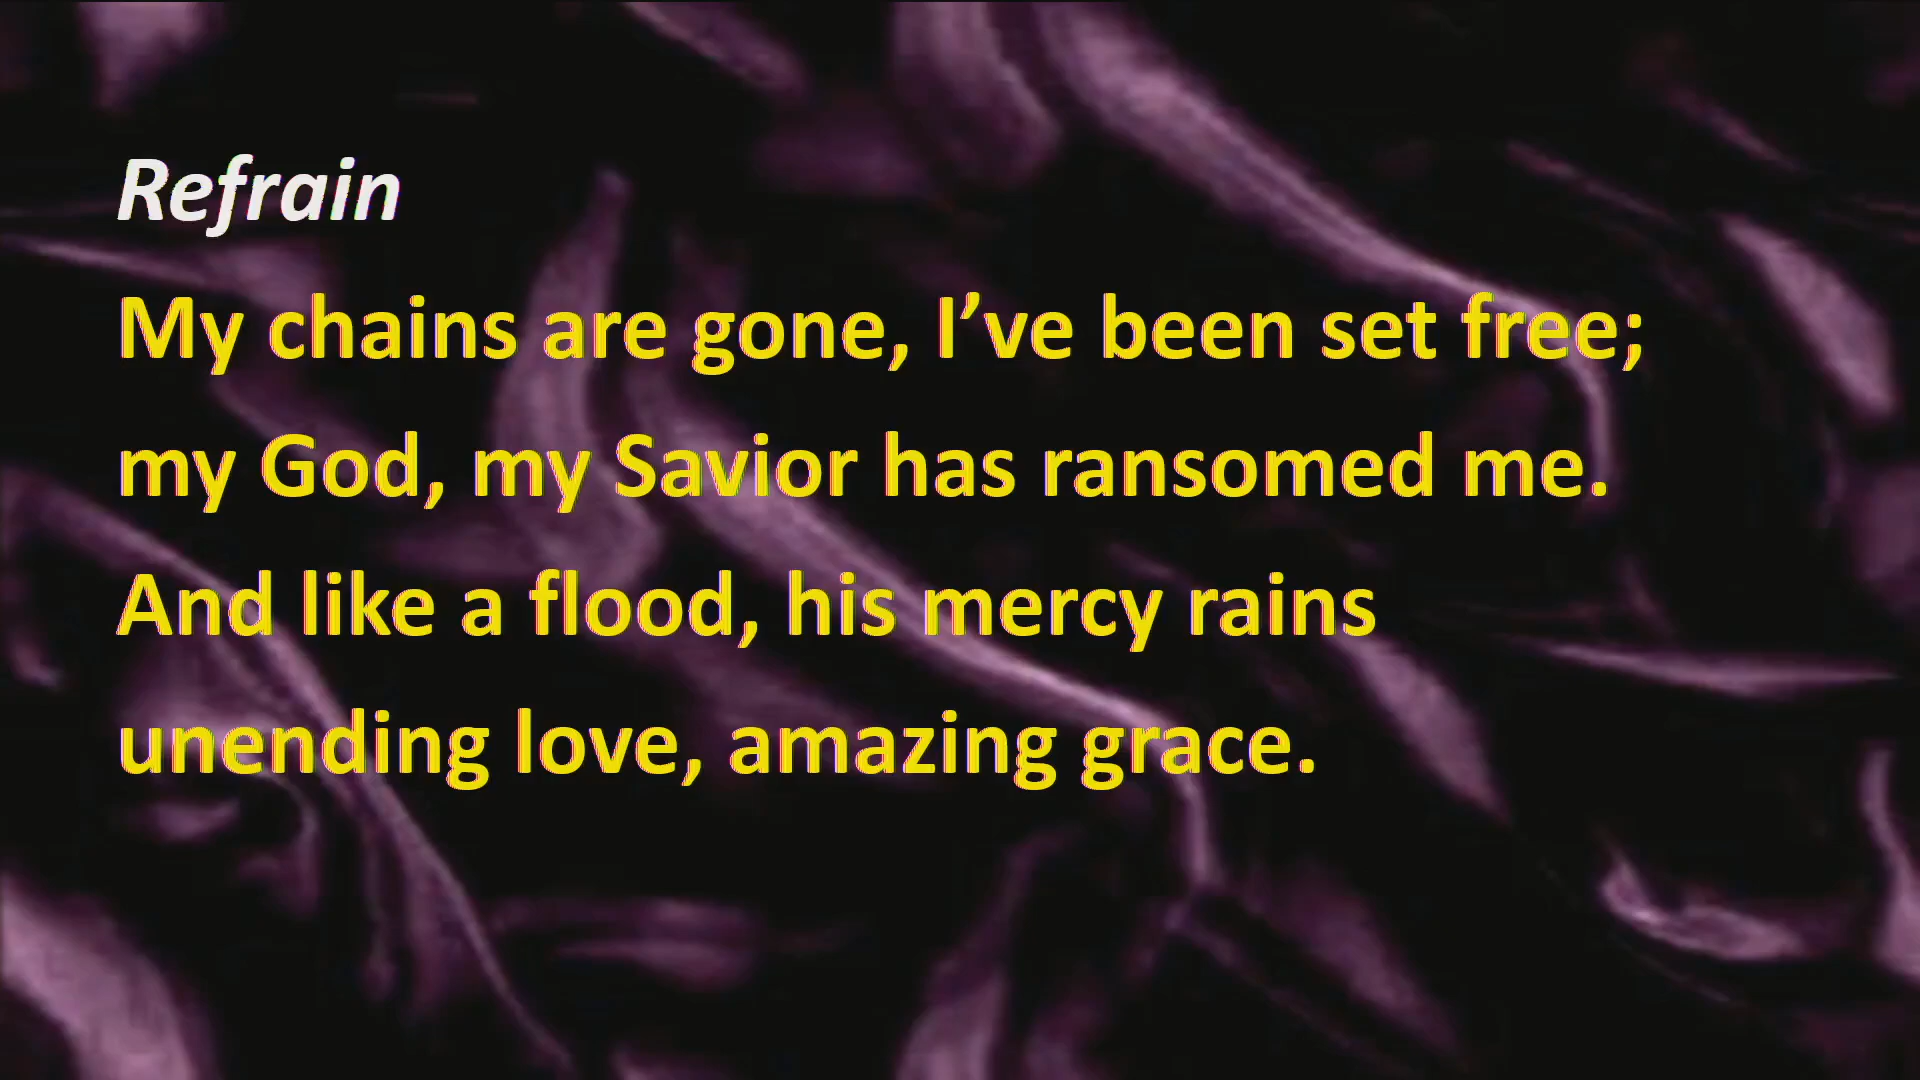 Refrain
My chains are gone, I’ve been set free;
my God, my Savior has ransomed me.
And like a flood, his mercy rains
unending love, amazing grace.